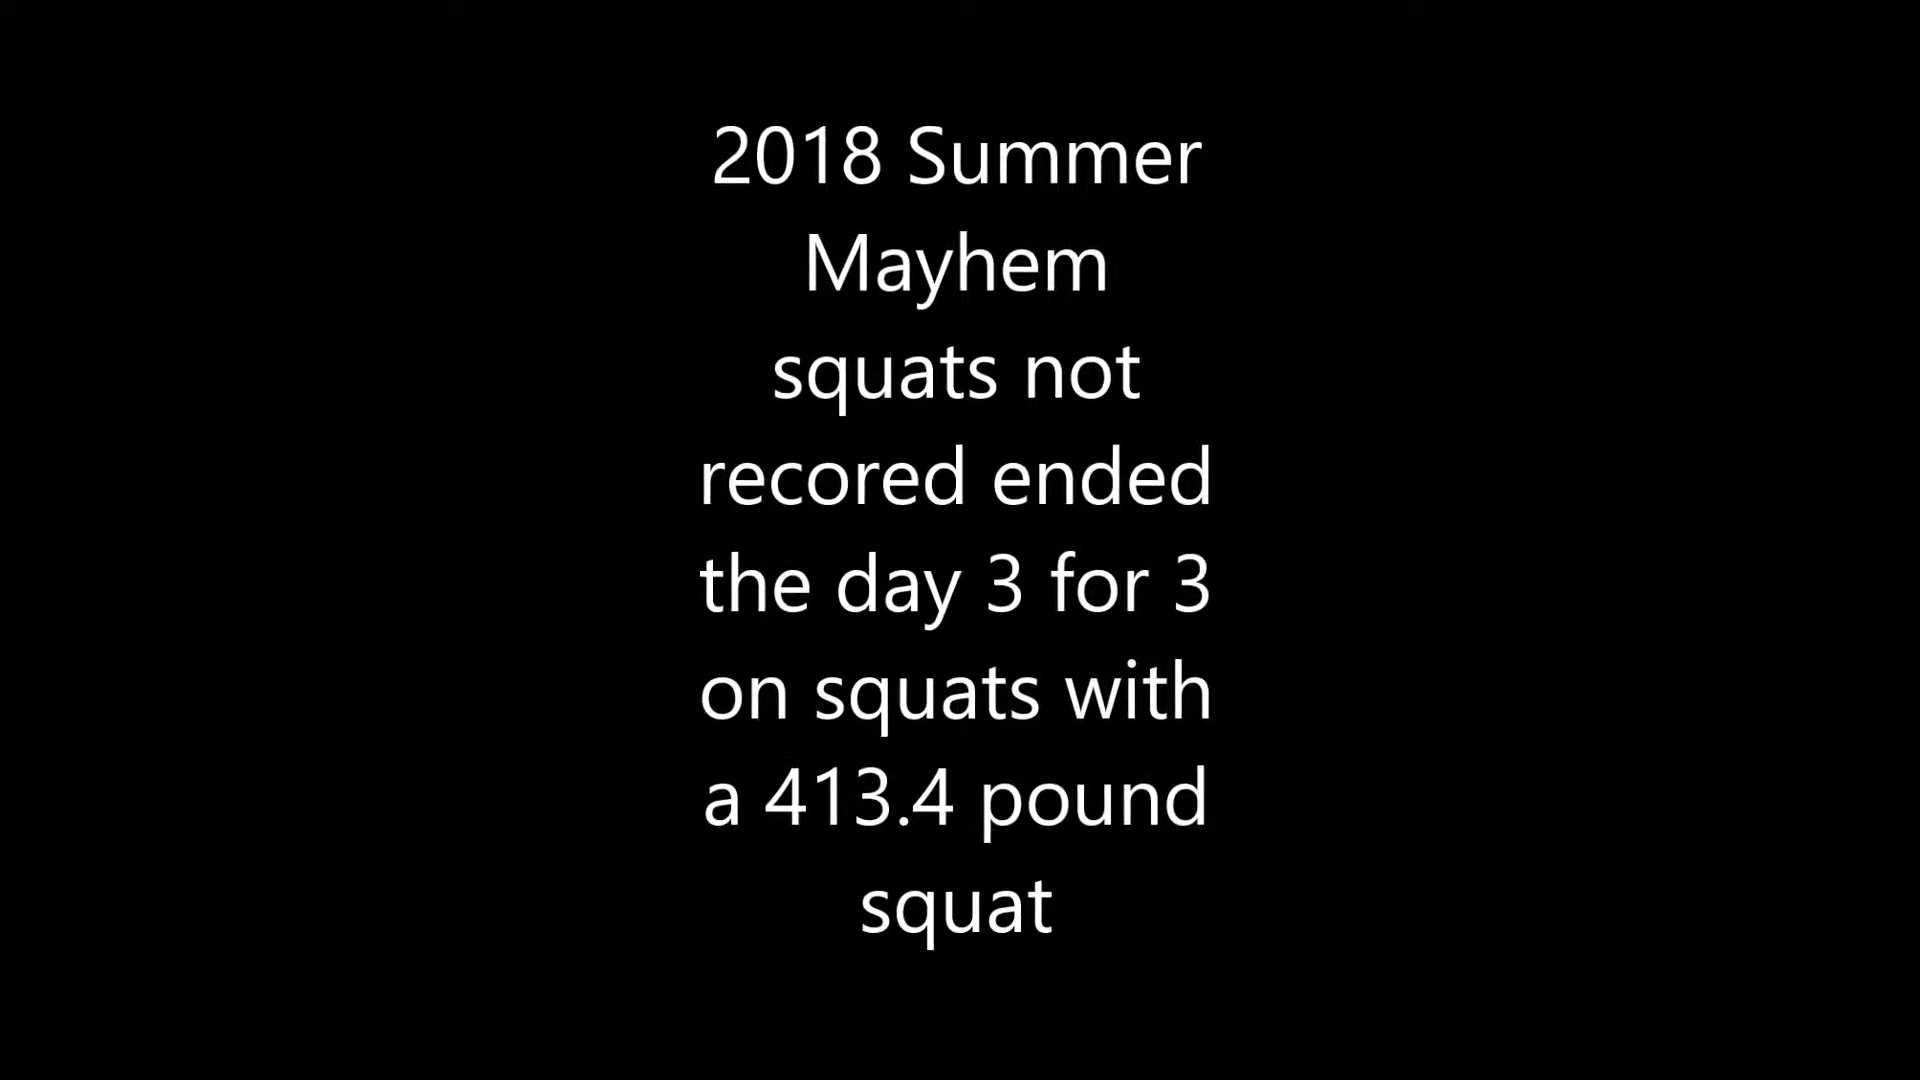 2018 Summer
Mayhem
squats not
recored ended
the day 3 for 3
on squats with
a 413.4 pound
squat